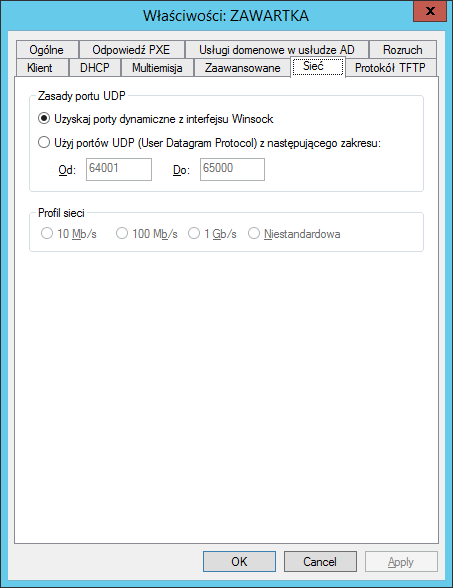 Właściwości: ZAWARTKA
x
Ogólne Odpowiedź PXE Usługi domenowe w usłudze AD Rozruch
Klient DHCP Multiemisja Zaawansowane Sieć Protokół TFTP
Zasady portu UDP
Uzyskaj porty dynamiczne z interfejsu Winsock
Użyj portów UDP (User Datagram Protocol) z następującego zakresu:
Od: 64001 Do: 65000
Profil sieci
10 Mb/s 100 Mb/s 1 Gb/s Niestandardowa
OK Cancel Apply